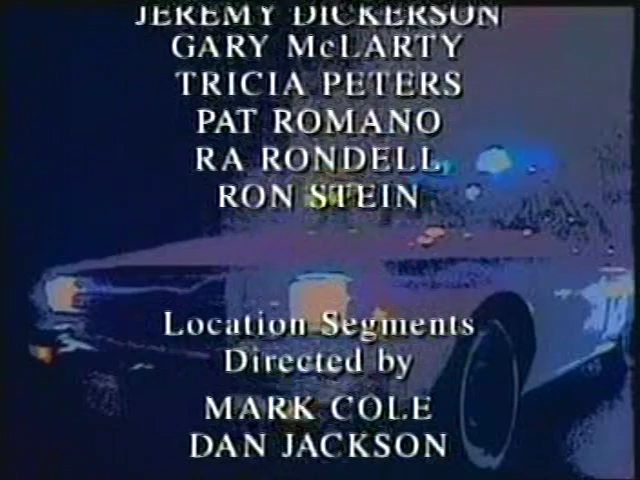 JEREMY DICKERSON
GARY McLARTY
TRICIA PETERS
PAT ROMANO
RA RONDELL
RON STEIN
Location Segments
Directed by
MARK COLE
DAN JACKSON